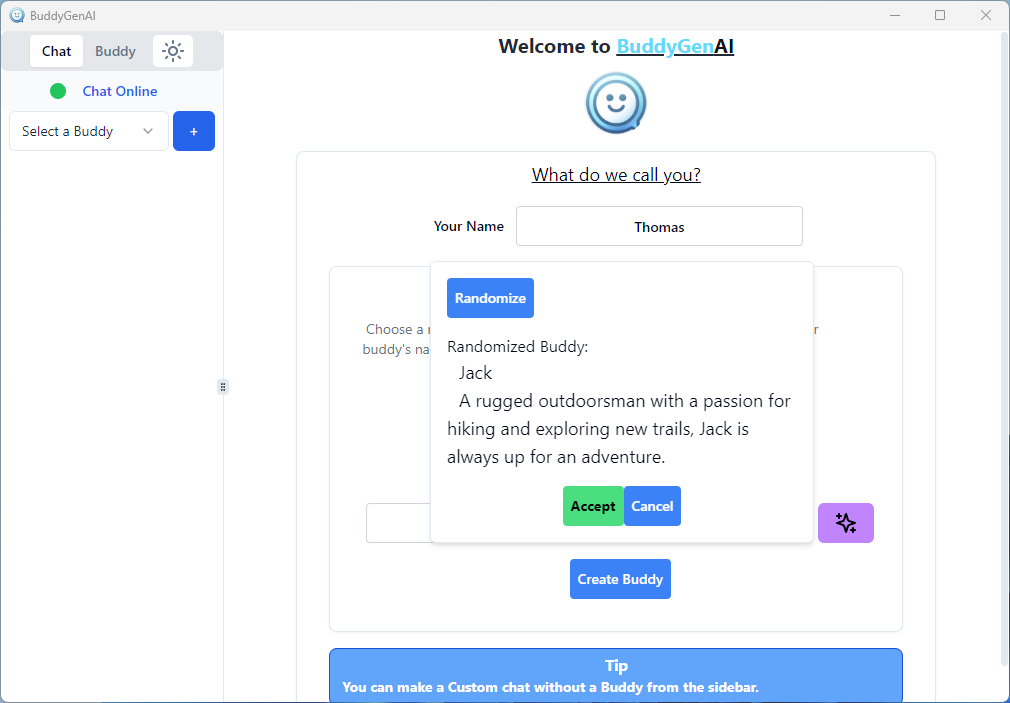 BuddyGenAI
Chat Buddy
Chat Online
Select a Buddy
+
Welcome to BuddyGenAI
What do we call you?
Your Name Thomas
Choose a
buddy's na
Randomize
Randomized Buddy:
Jack
A rugged outdoorsman with a passion for
hiking and exploring new trails, Jack is
always up for an adventure.
Accept Cancel
Create Buddy
Tip
You can make a Custom chat without a Buddy from the sidebar.